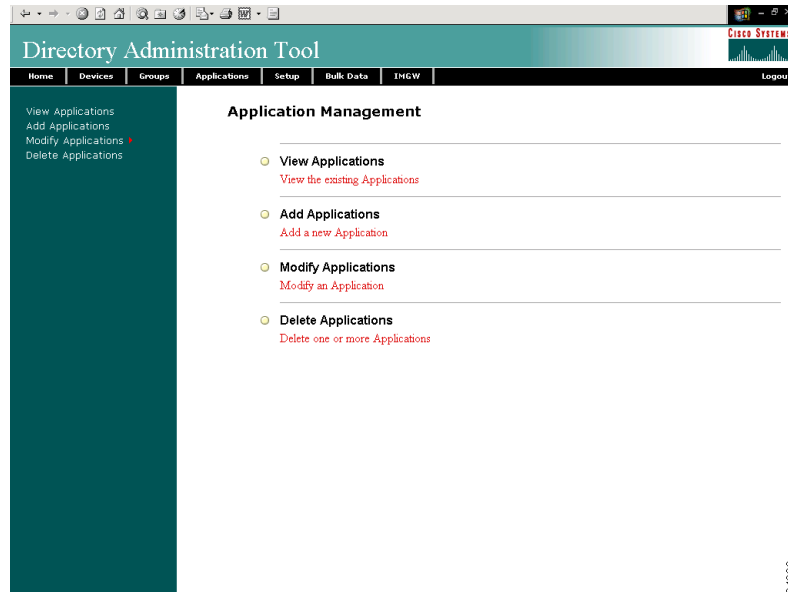 CISCO SYSTEMS
Directory Administration Tool
Home Devices Groups Applications Setup Bulk Data IMGW Logou
View Applications
Add Applications
Modify Applications
Delete Applications
Application Management
View Applications
View the existing Applications
Add Applications
Add a new Application
Modify Applications
Modify an Application
Delete Applications
Delete one or more Applications